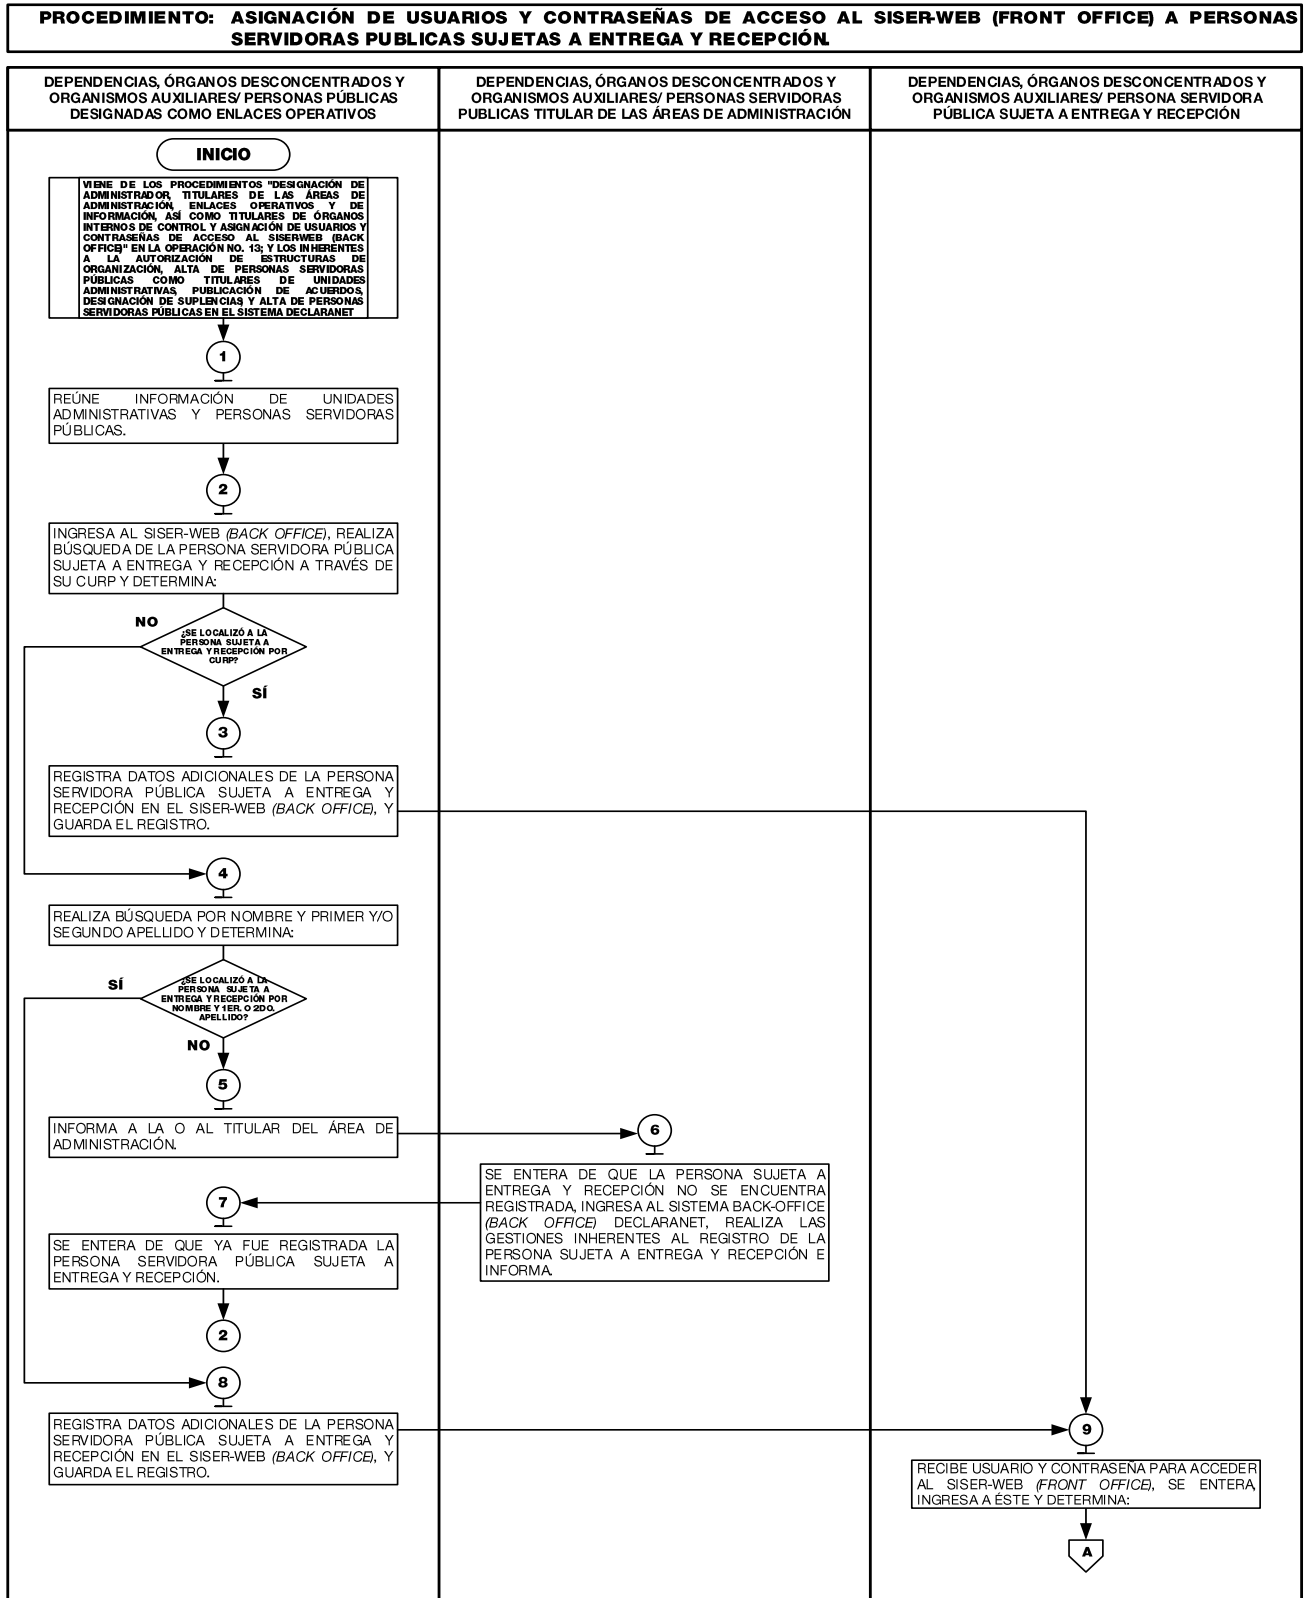 PROCEDIMIENTO: ASIGNACIÓN DE USUARIOS Y CONTRASEÑAS DE ACCESO AL SISER-WEB (FRONT OFFICE) A PERSONAS
SERVIDORAS PUBLICAS SUJETAS A ENTREGA Y RECEPCIÓN.
DEPENDENCIAS, ÓRGANOS DESCONCENTRADOS Y
ORGANISMOS AUXILIARES/ PERSONAS PÚBLICAS
DESIGNADAS COMO ENLACES OPERATIVOS
DEPENDENCIAS, ÓRGANOS DESCONCENTRADOS Y
ORGANISMOS AUXILIARES/ PERSONAS SERVIDORAS
PUBLICAS TITULAR DE LAS ÁREAS DE ADMINISTRACIÓN
DEPENDENCIAS, ÓRGANOS DESCONCENTRADOS Y
ORGANISMOS AUXILIARES/ PERSONA SERVIDORA
PÚBLICA SUJETA A ENTREGA Y RECEPCIÓN
INICIO
VIENE DE LOS PROCEDIMIENTOS "DESIGNACIÓN DE
ADMINISTRADOR, TITULARES DE LAS ÁREAS DE
ADMINISTRACIÓN, ENLACES OPERATIVOS Y DE
INFORMACIÓN, ASÍ COMO TITULARES DE ÓRGANOS
INTERNOS DE CONTROL Y ASIGNACIÓN DE USUARIOS Y
CONTRASEÑAS DE ACCESO AL SISER-WEB (BACK
OFFICE)" EN LA OPERACIÓN NO. 13; Y LOS INHERENTES
A LA AUTORIZACIÓN DE ESTRUCTURAS DE
ORGANIZACIÓN, ALTA DE PERSONAS SERVIDORAS
PÚBLICAS COMO TITULARES DE UNIDADES
ADMINISTRATIVAS, PUBLICACIÓN DE ACUERDOS,
DESIGNACIÓN DE SUPLENCIAS, Y ALTA DE PERSONAS
SERVIDORAS PÚBLICAS EN EL SISTEMA DECLARANET
1
REÚNE INFORMACIÓN DE UNIDADES
ADMINISTRATIVAS Y PERSONAS SERVIDORAS
PÚBLICAS.
2
INGRESA AL SISER-WEB (BACK OFFICE), REALIZA
BÚSQUEDA DE LA PERSONA SERVIDORA PÚBLICA
SUJETA A ENTREGA Y RECEPCIÓN A TRAVÉS DE
SU CURP Y DETERMINA:
NO
¿SE LOCALIZÓ A LA
PERSONA SUJETA A
ENTREGA Y RECEPCIÓN POR
CURP?
SÍ
3
REGISTRA DATOS ADICIONALES DE LA PERSONA
SERVIDORA PÚBLICA SUJETA A ENTREGA Y
RECEPCIÓN EN EL SISER-WEB (BACK OFFICE), Y
GUARDA EL REGISTRO.
4
REALIZA BÚSQUEDA POR NOMBRE Y PRIMER Y/O
SEGUNDO APELLIDO Y DETERMINA:
SÍ
¿SE LOCALIZÓ A LA
PERSONA SUJETA A
ENTREGA Y RECEPCIÓN POR
NOMBRE Y 1ER. O 2DO.
APELLIDO?
NO
5
INFORMA A LA O AL TITULAR DEL ÁREA DE
ADMINISTRACIÓN.
6
SE ENTERA DE QUE LA PERSONA SUJETA A
ENTREGA Y RECEPCIÓN NO SE ENCUENTRA
REGISTRADA, INGRESA AL SISTEMA BACK-OFFICE
(BACK OFFICE) DECLARANET, REALIZA LAS
GESTIONES INHERENTES AL REGISTRO DE LA
PERSONA SUJETA A ENTREGA Y RECEPCIÓN E
INFORMA.
7
SE ENTERA DE QUE YA FUE REGISTRADA LA
PERSONA SERVIDORA PÚBLICA SUJETA A
ENTREGA Y RECEPCIÓN.
2
8
REGISTRA DATOS ADICIONALES DE LA PERSONA
SERVIDORA PÚBLICA SUJETA A ENTREGA Y
RECEPCIÓN EN EL SISER-WEB (BACK OFFICE), Y
GUARDA EL REGISTRO.
9
RECIBE USUARIO Y CONTRASEÑA PARA ACCEDER
AL SISER-WEB (FRONT OFFICE), SE ENTERA,
INGRESA A ÉSTE Y DETERMINA:
A